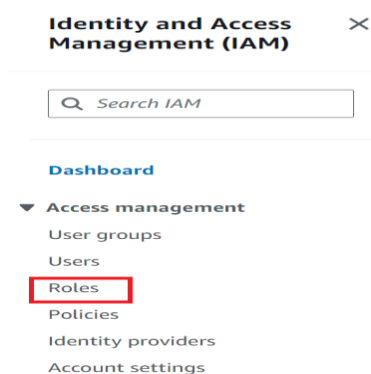 Identity and Access
Management (IAM)
Search IAM
Dashboard
Access management
User groups
Users
Roles
Policies
Identity providers
Account settings